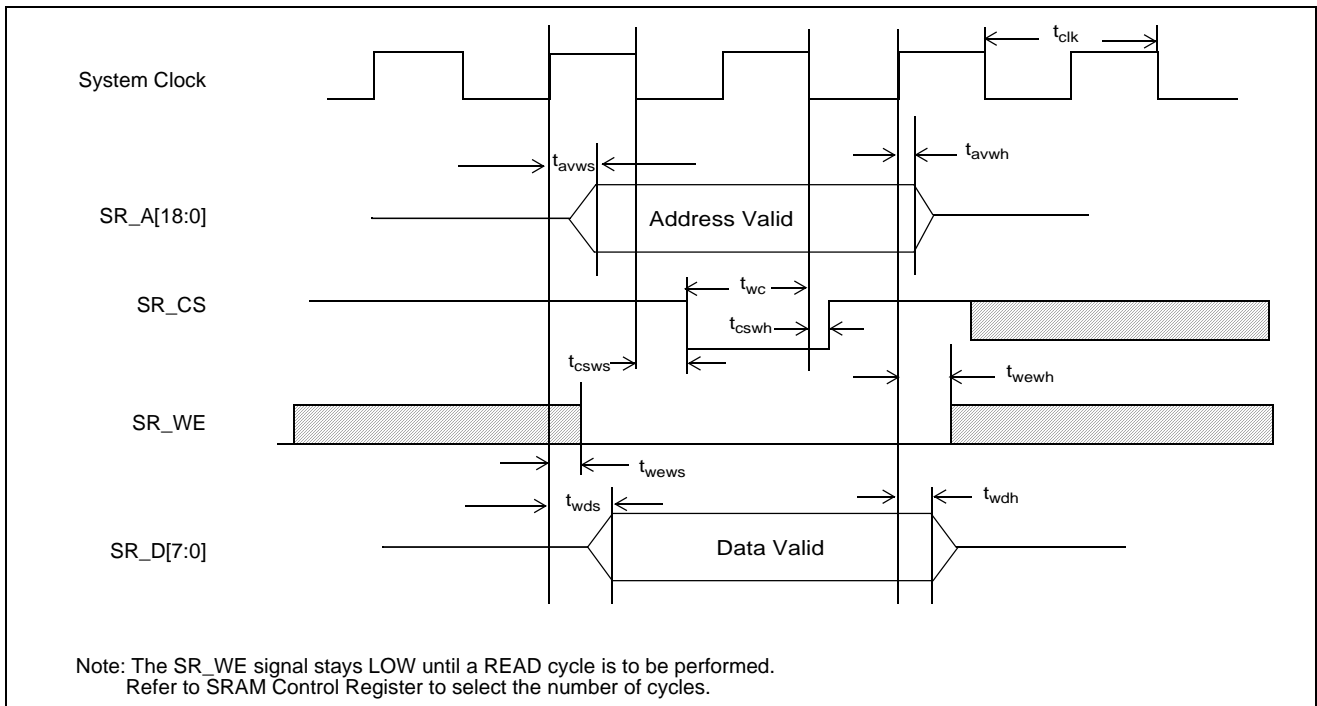 t_clk
System Clock
t_avws
t_avwh
SR_A[18:0]
Address Valid
t_wc
SR_CS
t_cswh
t_csws
t_wewh
SR_WE
t_wews
t_wds
t_wdh
SR_D[7:0]
Data Valid
Note: The SR_WE signal stays LOW until a READ cycle is to be performed.
Refer to SRAM Control Register to select the number of cycles.